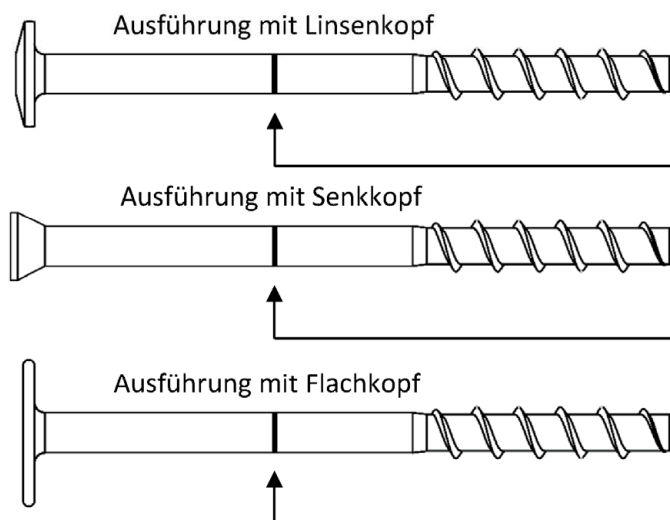 Ausführung mit Linsenkopf
Ausführung mit Senkkopf
Ausführung mit Flachkopf